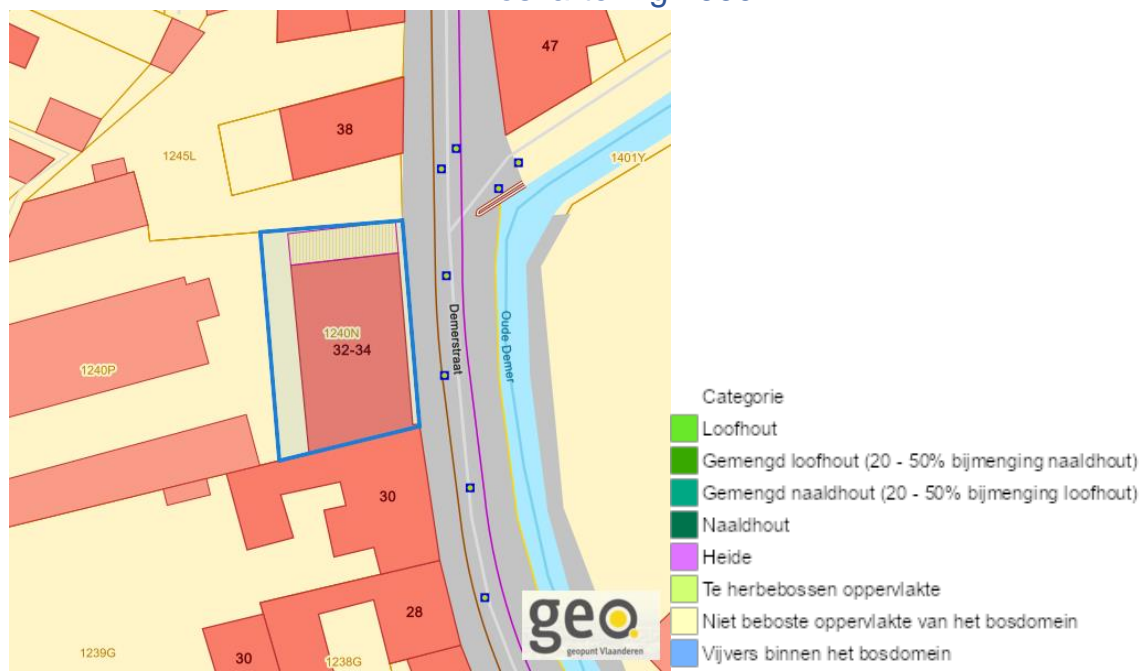 47
38
1245L
1401Y
1240N
32-34
Demerstraat
Oude Demer
1240P
30
28
30
1239G
1238G
geo
geopunt Vlaanderen
Categorie
Loofhout
Gemengd loofhout (20 - 50% bijmenging naaldhout)
Gemengd naaldhout (20 - 50% bijmenging loofhout)
Naaldhout
Heide
Te herbebossen oppervlakte
Niet beboste oppervlakte van het bosdomein
Vijvers binnen het bosdomein